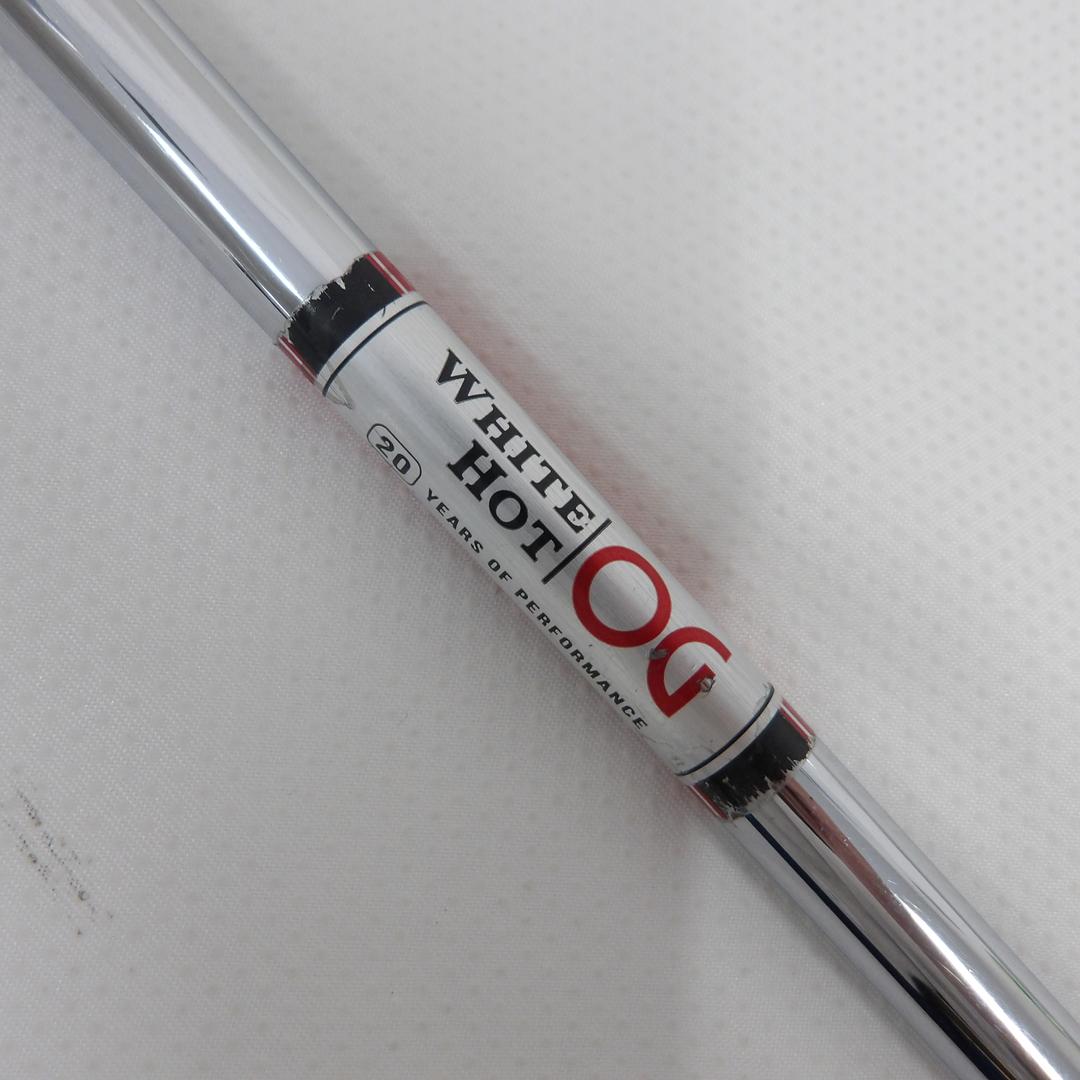 WHITE
HOT
OG
20 YEARS OF PERFORMANCE